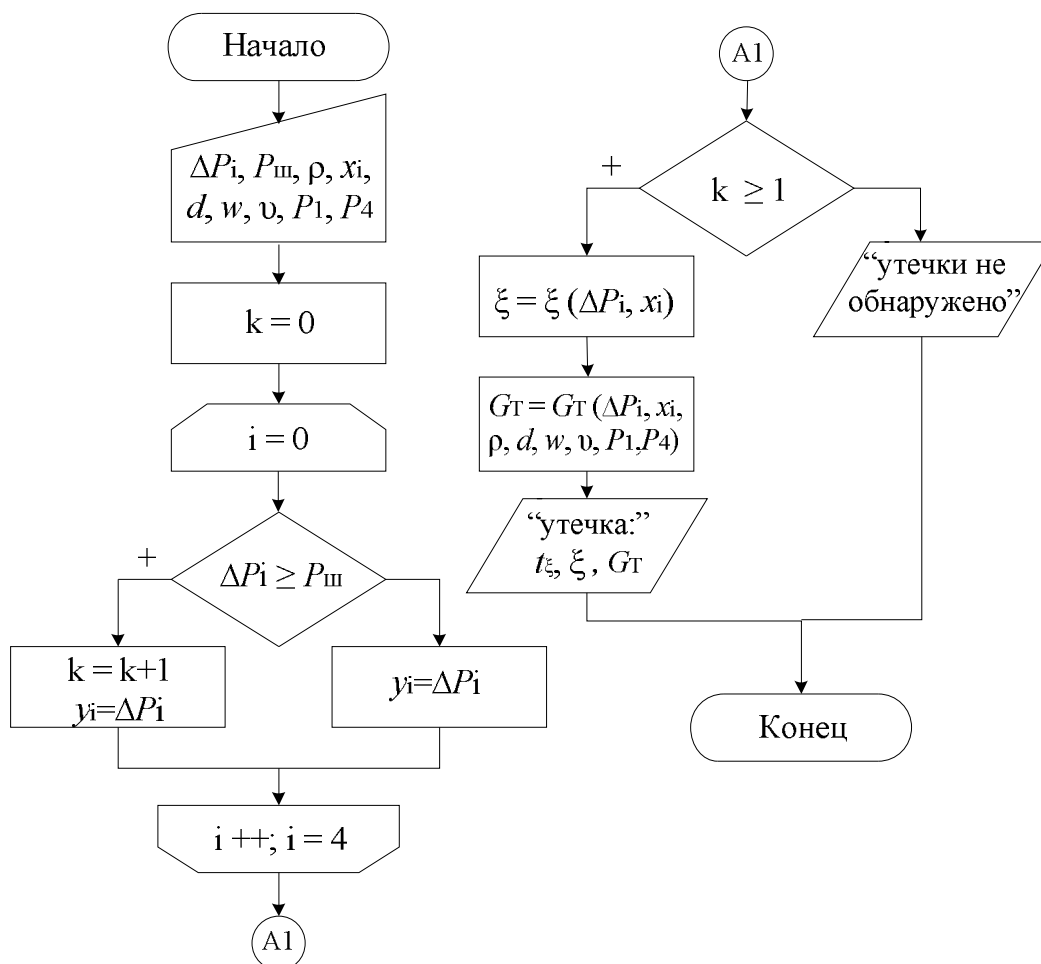 Начало
ΔPi, Pш, ρ, xi,
d, w, υ, P1, P4
k = 0
i = 0
+
ΔPi ≥ Pш
k = k+1
yi=ΔPi
yi=ΔPi
i ++; i = 4
A1
A1
+
k ≥ 1
ξ = ξ (ΔPi, xi)
“утечки не
обнаружено”
GT = GT (ΔPi, xi,
ρ, d, w, υ, P1,P4)
“утечка:”
tξ, ξ , GT
Конец